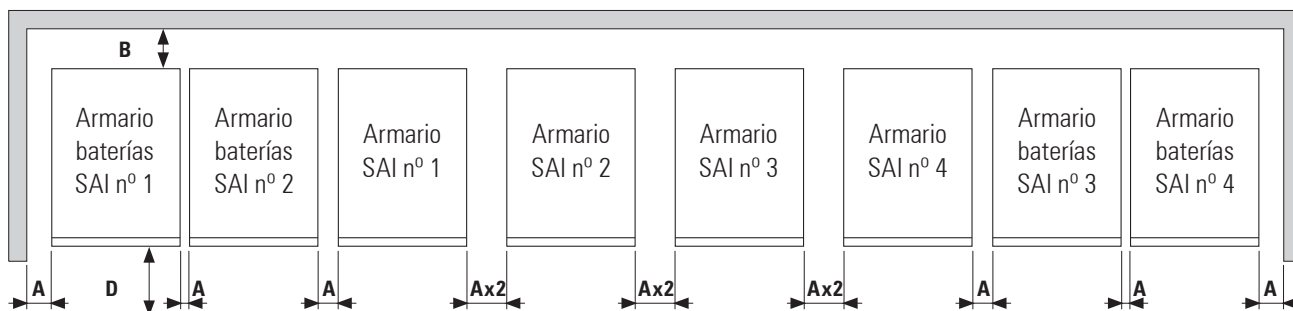 B
Armario
baterías
SAI nº 1
Armario
baterías
SAI nº 2
Armario
SAI nº 1
Armario
SAI nº 2
Armario
SAI nº 3
Armario
SAI nº 4
Armario
baterías
SAI nº 3
Armario
baterías
SAI nº 4
A
D
A
A
Ax2
Ax2
Ax2
A
A
A